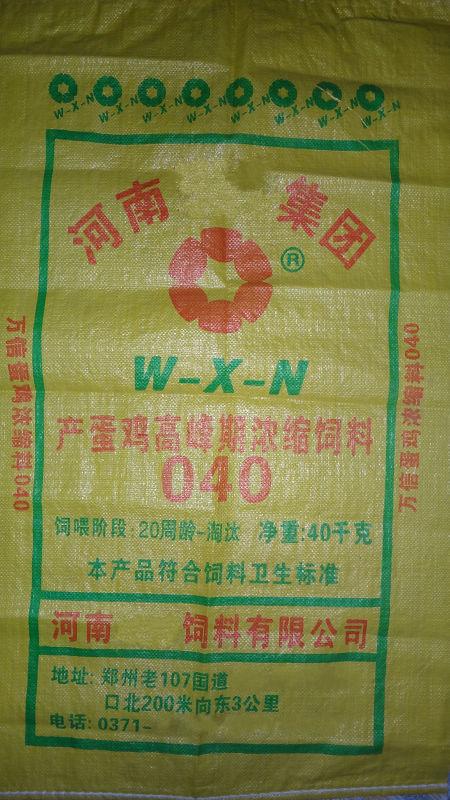 W-X-N W-X-N W-X-N W-X-N W-X-N W-X-N W-X-N W-X-N
河南 集团
®
W-X-N
产蛋鸡高峰期浓缩饲料
040
饲喂阶段:20周龄-淘汰 净重:40千克
本产品符合饲料卫生标准
河南 饲料有限公司
地址: 郑州老107国道
口北200米向东3公里
电话: 0371-
万信蛋鸡浓缩料040
万信蛋鸡浓缩料040